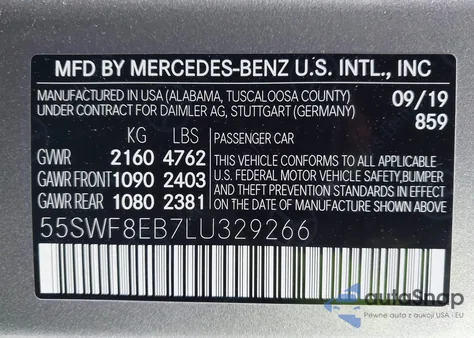 MFD BY MERCEDES-BENZ U.S. INTL., INC
MANUFACTURED IN USA (ALABAMA, TUSCALOOSA COUNTY) 09/19
UNDER CONTRACT FOR DAIMLER AG, STUTTGART (GERMANY) 859
KG LBS PASSENGER CAR
GWR 2160 4762 THIS VEHICLE CONFORMS TO ALL APPLICABLE
GAWR FRONT 1090 2403 U.S. FEDERAL MOTOR VEHICLE SAFETY,BUMPER
GAWR REAR 1080 2381 AND THEFT PREVENTION STANDARDS IN EFFECT
ON THE DATE OF MANUFACTURE SHOWN ABOVE.
55SWF8EB7LU329266
autoSnap
Pewne auta z aukcji USA - EU